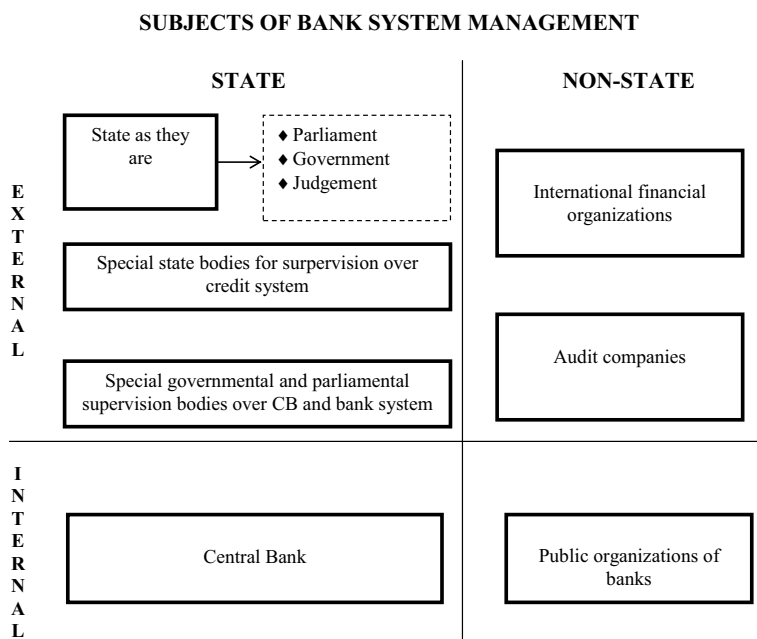 SUBJECTS OF BANK SYSTEM MANAGEMENT
STATE
NON-STATE
EXTERNAL
State as they
are
♦ Parliament
♦ Government
♦ Judgement
International financial
organizations
Special state bodies for surpervision over
credit system
Audit companies
Special governmental and parliamental
supervision bodies over CB and bank system
INTERNAL
Central Bank
Public organizations of
banks